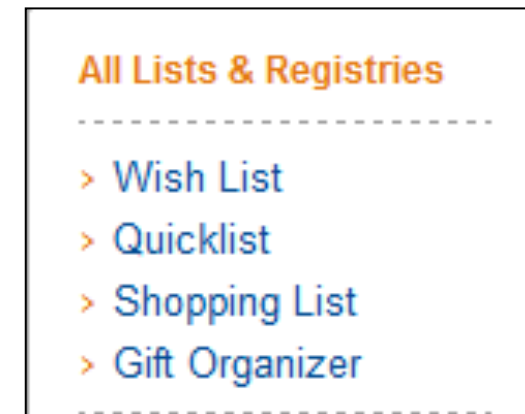 All Lists & Registries
> Wish List
> Quicklist
> Shopping List
> Gift Organizer